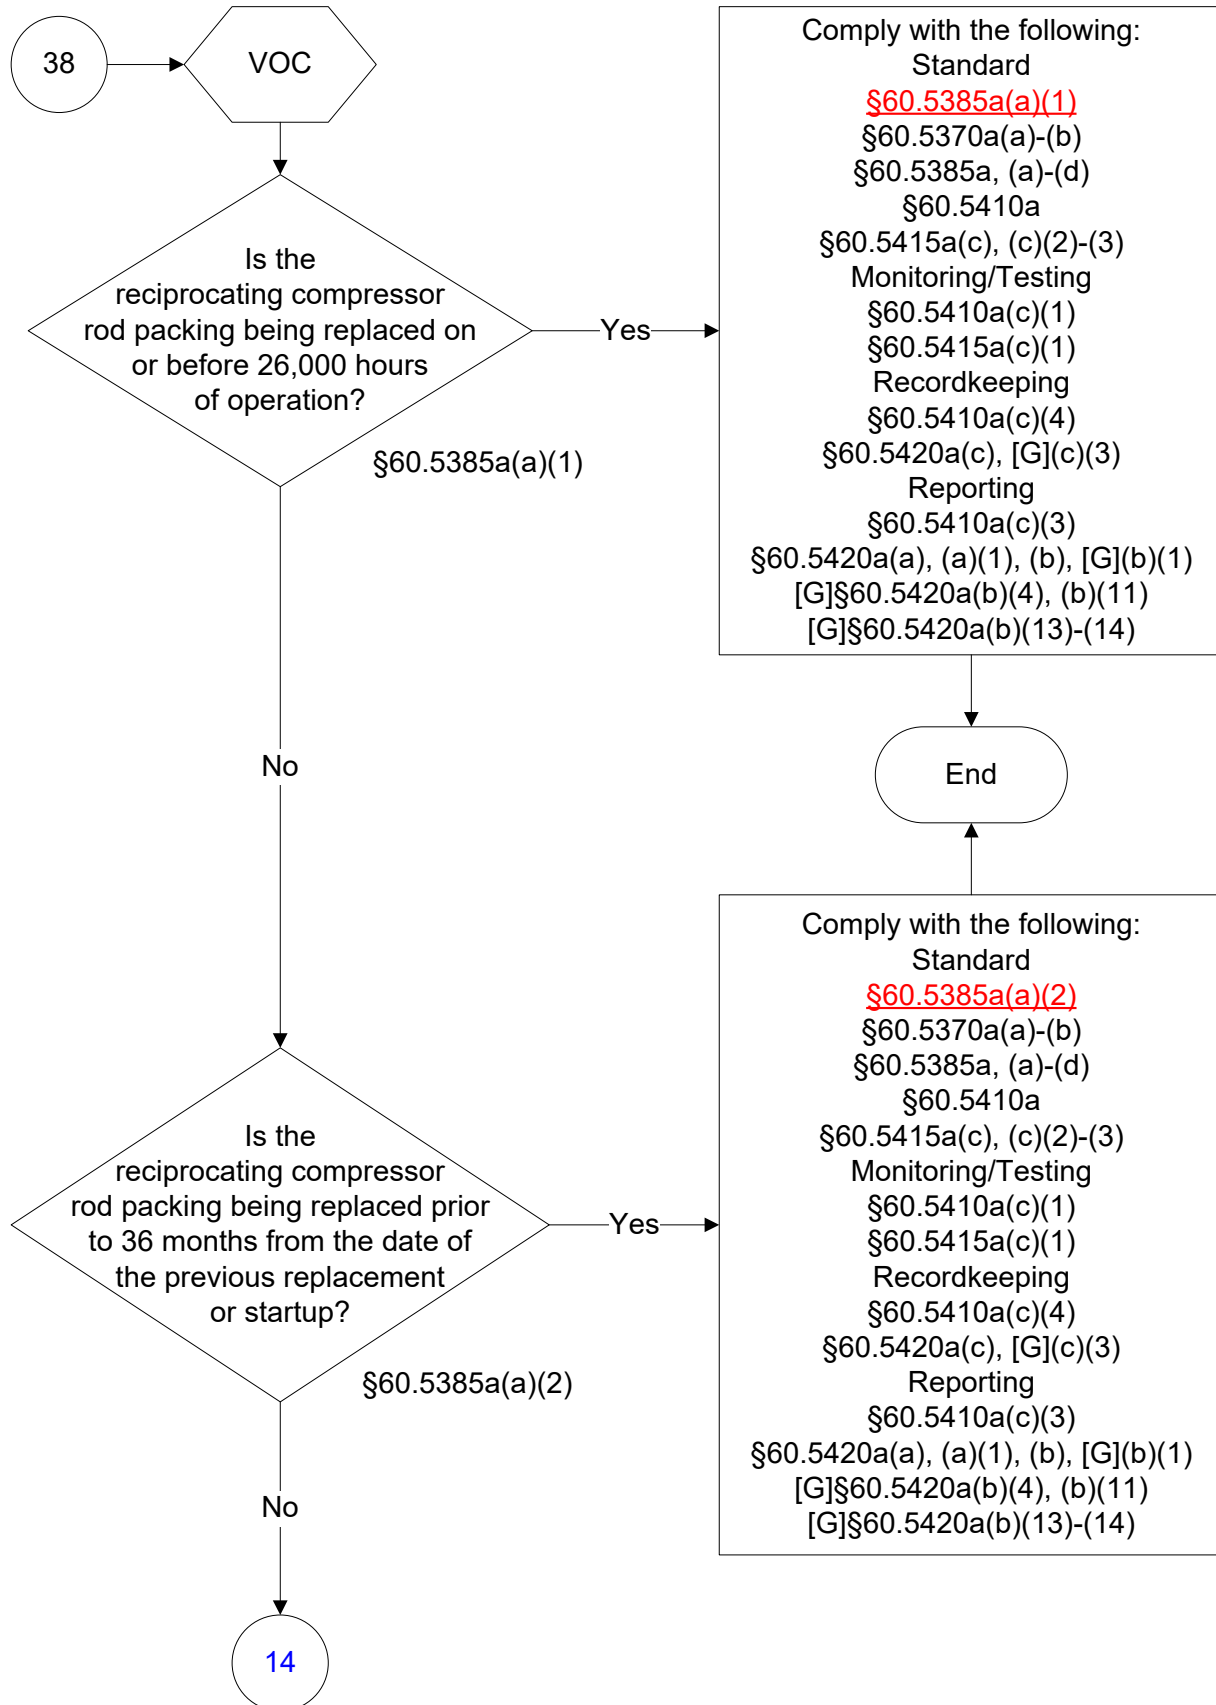 38
VOC
Is the
reciprocating compressor
rod packing being replaced on
or before 26,000 hours
of operation?
§60.5385a(a)(1)
Yes
Comply with the following:
Standard
§60.5385a(a)(1)
§60.5370a(a)-(b)
§60.5385a, (a)-(d)
§60.5410a
§60.5415a(c), (c)(2)-(3)
Monitoring/Testing
§60.5410a(c)(1)
§60.5415a(c)(1)
Recordkeeping
§60.5410a(c)(4)
§60.5420a(c), [G](c)(3)
Reporting
§60.5410a(c)(3)
§60.5420a(a), (a)(1), (b), [G](b)(1)
[G]§60.5420a(b)(4), (b)(11)
[G]§60.5420a(b)(13)-(14)
No
End
Is the
reciprocating compressor
rod packing being replaced prior
to 36 months from the date of
the previous replacement
or startup?
§60.5385a(a)(2)
Yes
Comply with the following:
Standard
§60.5385a(a)(2)
§60.5370a(a)-(b)
§60.5385a, (a)-(d)
§60.5410a
§60.5415a(c), (c)(2)-(3)
Monitoring/Testing
§60.5410a(c)(1)
§60.5415a(c)(1)
Recordkeeping
§60.5410a(c)(4)
§60.5420a(c), [G](c)(3)
Reporting
§60.5410a(c)(3)
§60.5420a(a), (a)(1), (b), [G](b)(1)
[G]§60.5420a(b)(4), (b)(11)
[G]§60.5420a(b)(13)-(14)
No
14